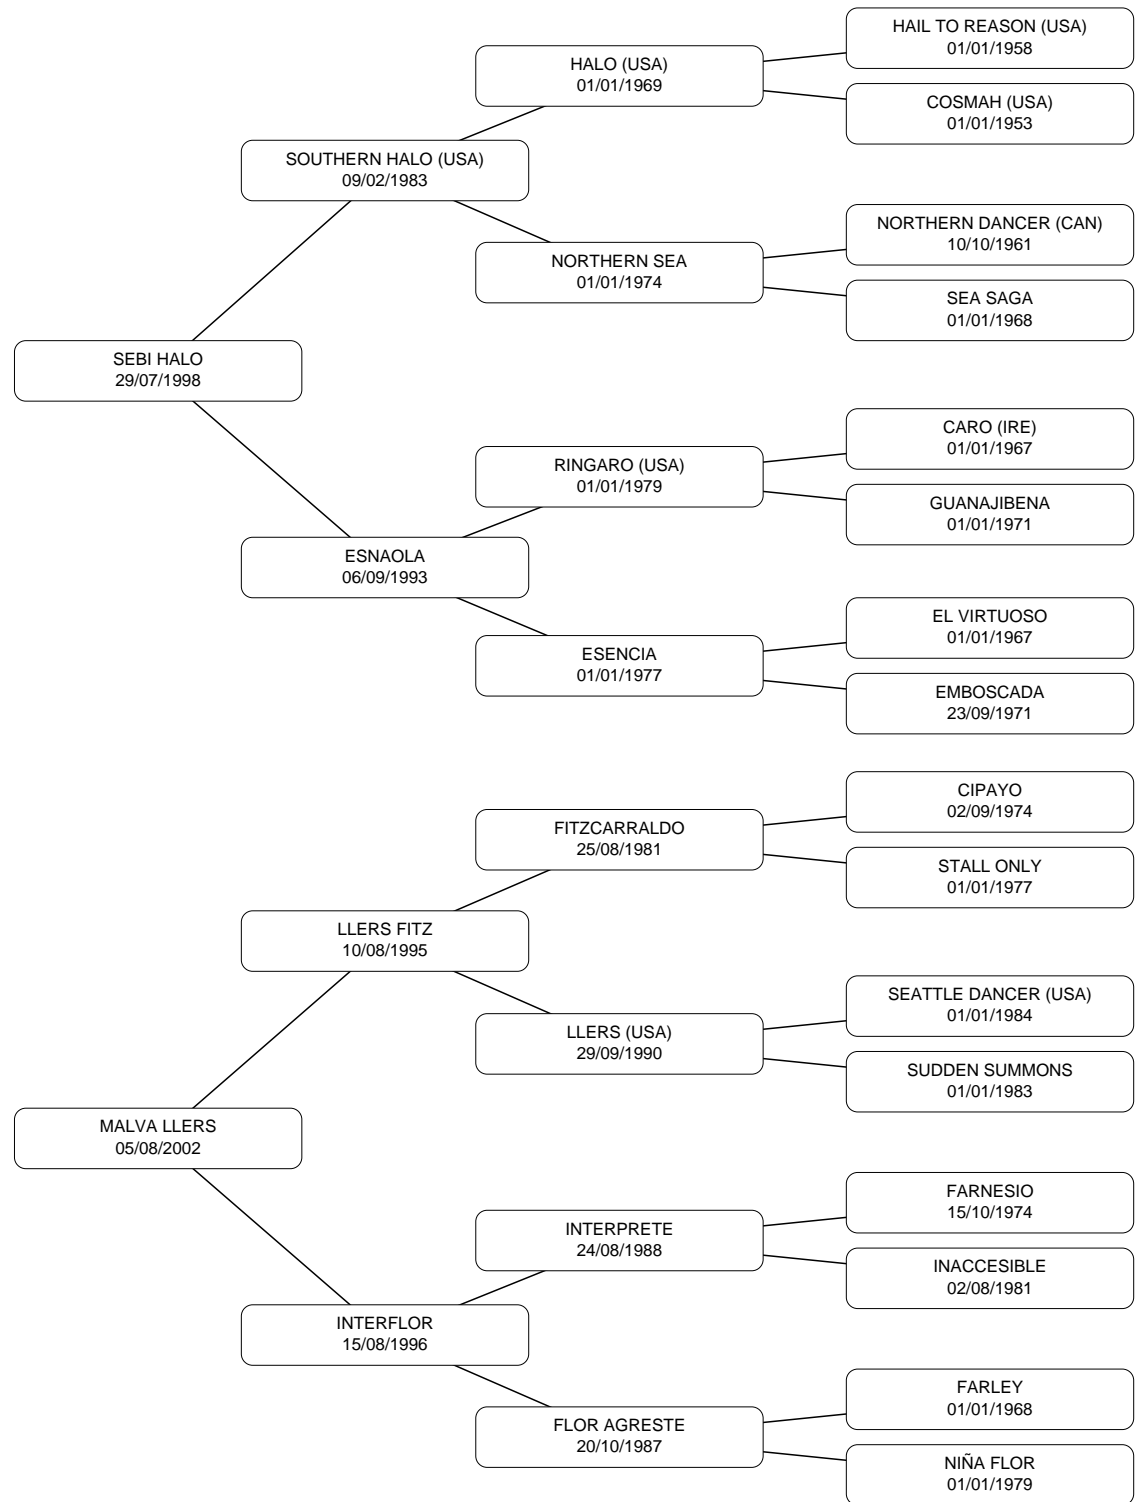 HAIL TO REASON (USA)
01/01/1958
HALO (USA)
01/01/1969
COSMAH (USA)
01/01/1953
SOUTHERN HALO (USA)
09/02/1983
NORTHERN DANCER (CAN)
10/10/1961
NORTHERN SEA
01/01/1974
SEA SAGA
01/01/1968
SEBI HALO
29/07/1998
CARO (IRE)
01/01/1967
RINGARO (USA)
01/01/1979
GUANAJIBENA
01/01/1971
ESNAOLA
06/09/1993
EL VIRTUOSO
01/01/1967
ESENCIA
01/01/1977
EMBOSCADA
23/09/1971
CIPAYO
02/09/1974
FITZCARRALDO
25/08/1981
STALL ONLY
01/01/1977
LLERS FITZ
10/08/1995
SEATTLE DANCER (USA)
01/01/1984
LLERS (USA)
29/09/1990
SUDDEN SUMMONS
01/01/1983
MALVA LLERS
05/08/2002
FARNESIO
15/10/1974
INTERPRETE
24/08/1988
INACCESIBLE
02/08/1981
INTERFLOR
15/08/1996
FARLEY
01/01/1968
FLOR AGRESTE
20/10/1987
NIÑA FLOR
01/01/1979